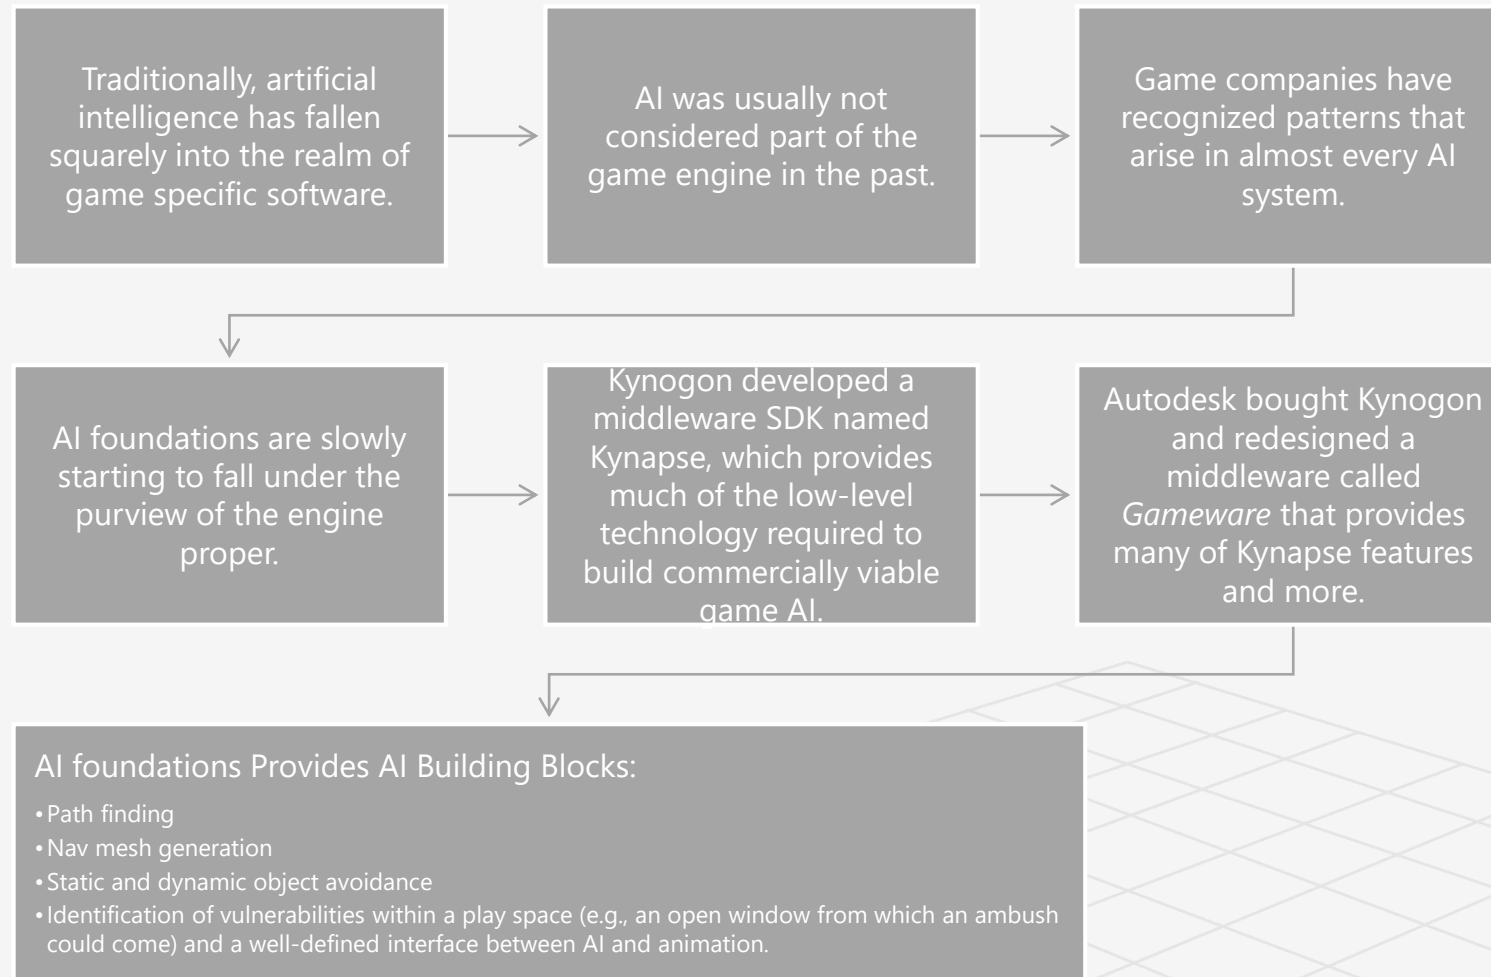 Traditionally, artificial
intelligence has fallen
squarely into the realm of
game specific software.
AI was usually not
considered part of the
game engine in the past.
Game companies have
recognized patterns that
arise in almost every AI
system.
AI foundations are slowly
starting to fall under the
purview of the engine
proper.
Kynogon developed a
middleware SDK named
Kynapse, which provides
much of the low-level
technology required to
build commercially viable
game AI.
Autodesk bought Kynogon
and redesigned a
middleware called
Gameware that provides
many of Kynapse features
and more.
AI foundations Provides AI Building Blocks:
• Path finding
• Nav mesh generation
• Static and dynamic object avoidance
• Identification of vulnerabilities within a play space (e.g., an open window from which an ambush
could come) and a well-defined interface between AI and animation.